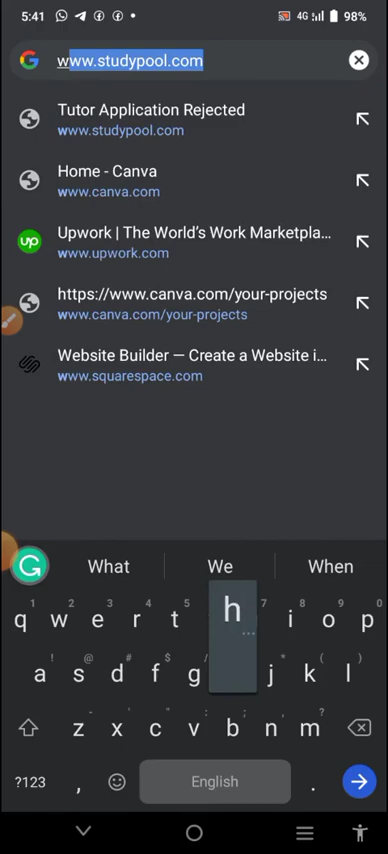 5:41
4G
98%
www.studypool.com
Tutor Application Rejected
www.studypool.com
Home - Canva
www.canva.com
up
Upwork | The World's Work Marketpla...
www.upwork.com
https://www.canva.com/your-projects
www.canva.com/your-projects
Website Builder — Create a Website i...
www.squarespace.com
What We When
1 2 3 4 5 7 8 9 0
q w e r t h i o p
! @ # $ / * ( )
a s d f g j k l
- ' " : ; ! ?
z x c v b n m
?123 , English .